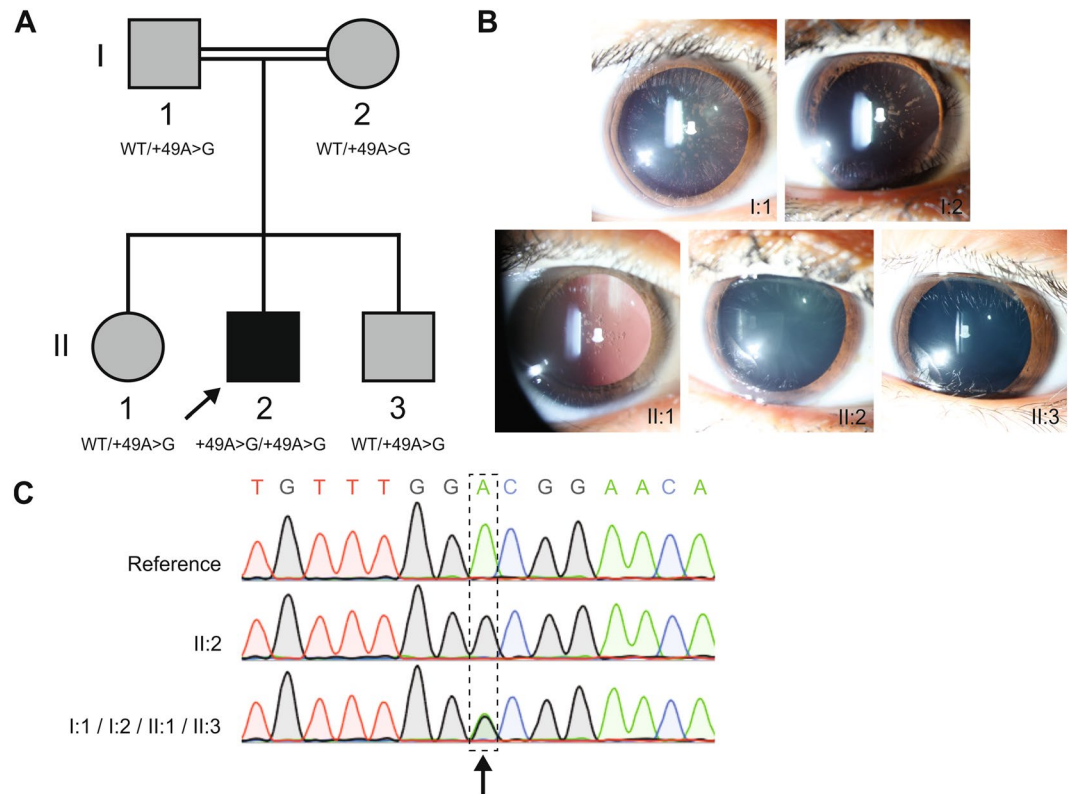 A
I
1
2
WT/+49A>G
WT/+49A>G
II
1
2
3
WT/+49A>G
+49A>G/+49A>G
WT/+49A>G
B
I:1
I:2
II:1
II:2
II:3
C
T G T T T G G A C G G A A C A
Reference
II:2
I:1 / I:2 / II:1 / II:3